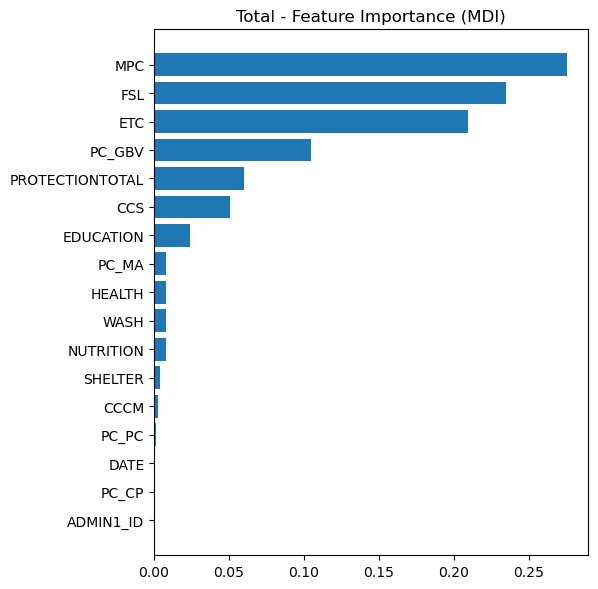 Total - Feature Importance (MDI)
MPC
FSL
ETC
PC_GBV
PROTECTIONTOTAL
CCS
EDUCATION
PC_MA
HEALTH
WASH
NUTRITION
SHELTER
CCCM
PC_PC
DATE
PC_CP
ADMIN1_ID
0.00 0.05 0.10 0.15 0.20 0.25